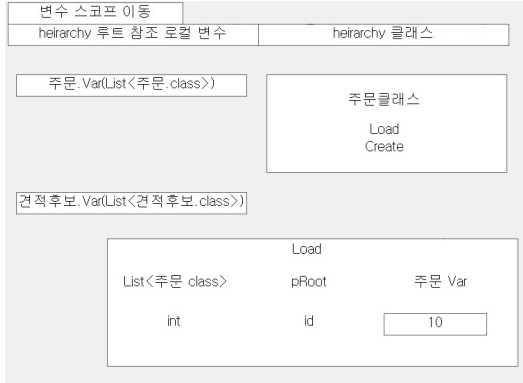 변수 스코프 이동
heirarchy 루트 참조 로컬 변수 heirarchy 클래스
주문.Var(List<주문.class>)
주문클래스
Load
Create
견적후보.Var(List<견적후보.class>)
Load
List<주문 class> pRoot 주문 Var
int id 10